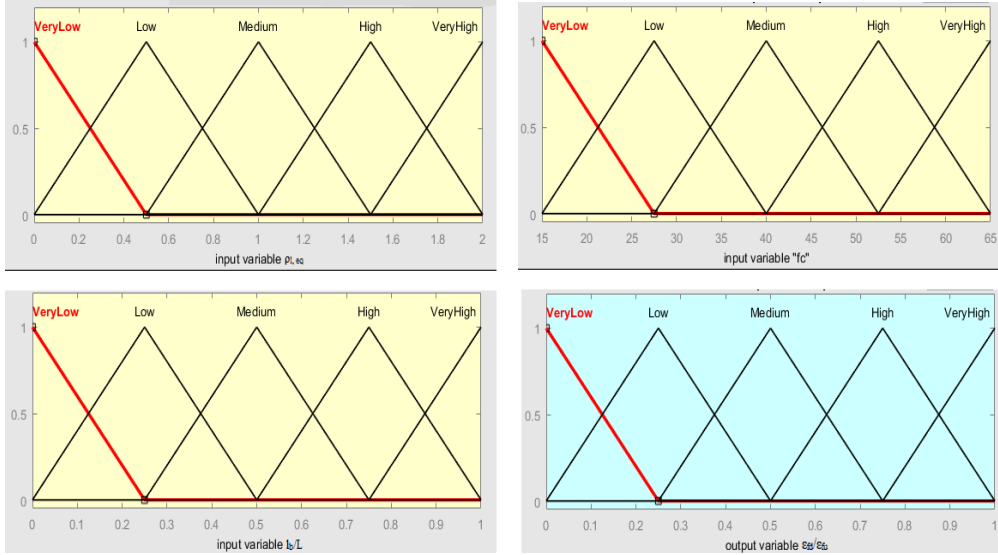 VeryLow Low Medium High VeryHigh
1
0.5
0
0 0.2 0.4 0.6 0.8 1 1.2 1.4 1.6 1.8 2
input variable ρL,eq
VeryLow Low Medium High VeryHigh
1
0.5
0
15 20 25 30 35 40 45 50 55 60 65
input variable "fc"
VeryLow Low Medium High VeryHigh
1
0.5
0
0 0.1 0.2 0.3 0.4 0.5 0.6 0.7 0.8 0.9 1
input variable lb/L
VeryLow Low Medium High VeryHigh
1
0.5
0
0 0.1 0.2 0.3 0.4 0.5 0.6 0.7 0.8 0.9 1
output variable